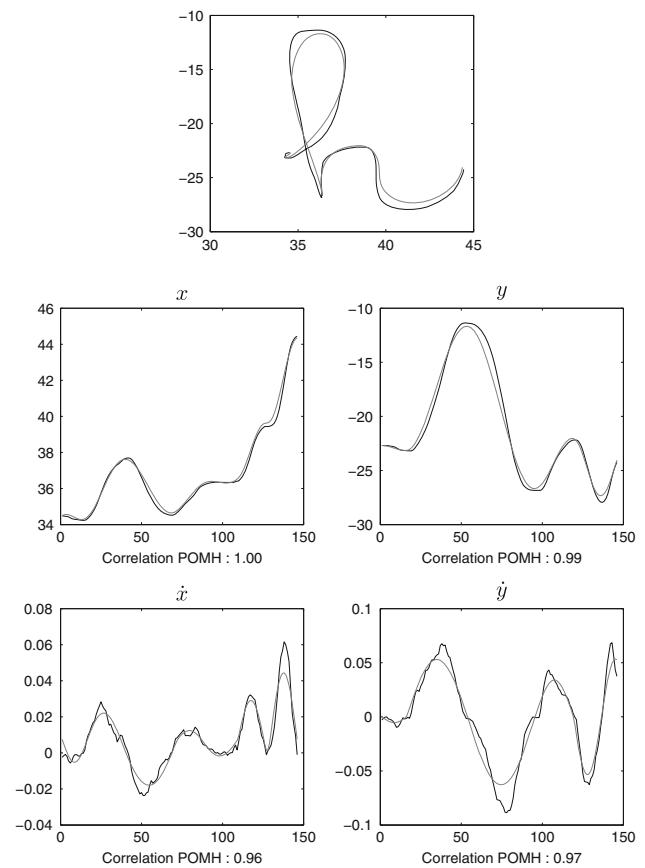 −10
−15
−20
−25
−30
30 35 40 45
x
46
44
42
40
38
36
34
0 50 100 150
Correlation POMH : 1.00
y
−10
−15
−20
−25
−30
0 50 100 150
Correlation POMH : 0.99
ẋ
0.08
0.06
0.04
0.02
0
−0.02
−0.04
0 50 100 150
Correlation POMH : 0.96
ẏ
0.1
0.05
0
−0.05
−0.1
0 50 100 150
Correlation POMH : 0.97